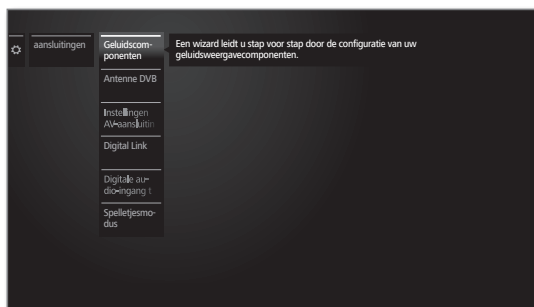 aansluitingen
Geluidscom-
ponenten
Een wizard leidt u stap voor stap door de configuratie van uw
geluidsweergavecomponenten.
Antenne DVB
Instellingen
AV-aansluitin
Digital Link
Digitale au-
dio-ingang t
Spelletjesmo-
dus